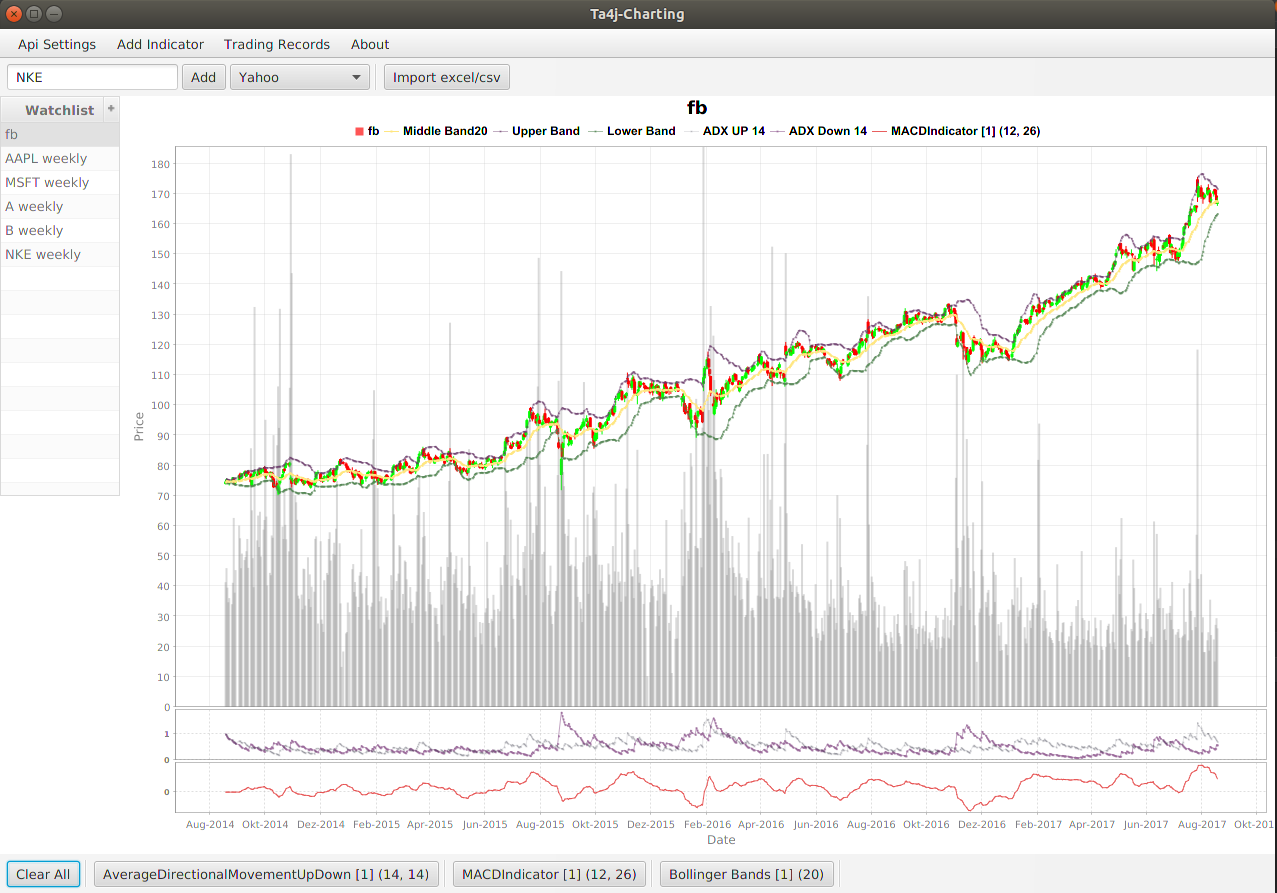 Ta4j-Charting
Api Settings Add Indicator Trading Records About
NKE Add Yahoo Import excel/csv
Watchlist +
fb
AAPL weekly
MSFT weekly
A weekly
B weekly
NKE weekly
fb
fb Middle Band20 Upper Band Lower Band ADX UP 14 ADX Down 14 MACDIndicator [1] (12, 26)
180
170
160
150
140
130
120
110
100
90
80
70
60
50
40
30
20
10
0
Price
1
0
0
Aug-2014 Okt-2014 Dez-2014 Feb-2015 Apr-2015 Jun-2015 Aug-2015 Okt-2015 Dez-2015 Feb-2016 Apr-2016 Jun-2016 Aug-2016 Okt-2016 Dez-2016 Feb-2017 Apr-2017 Jun-2017 Aug-2017 Okt-201
Date
Clear All AverageDirectionalMovementUpDown [1] (14, 14) MACDIndicator [1] (12, 26) Bollinger Bands [1] (20)